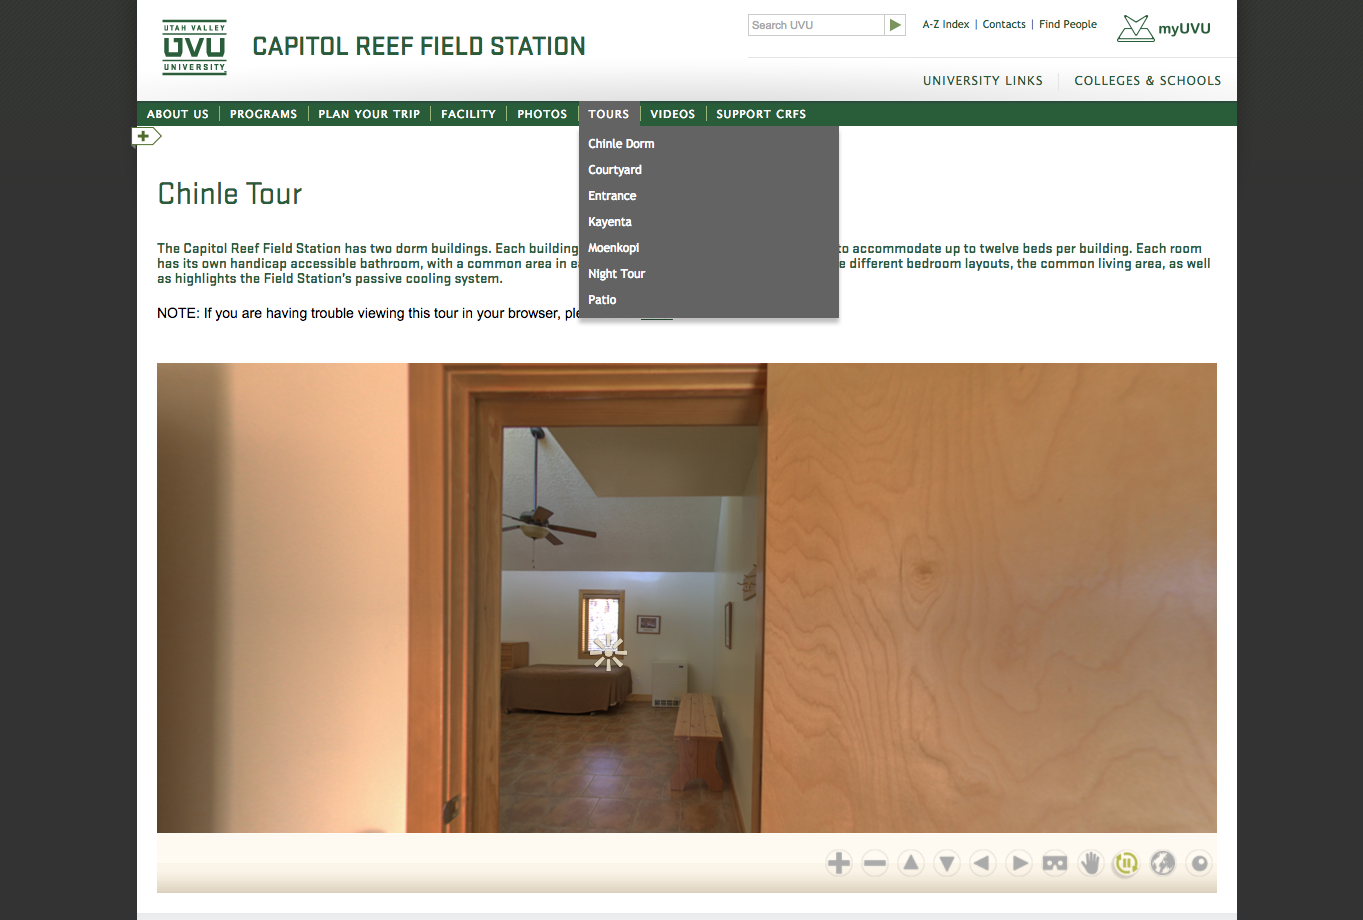 UTAH VALLEY
UVU
UNIVERSITY
CAPITOL REEF FIELD STATION
Search UVU
A-Z Index | Contacts | Find People
myUVU
UNIVERSITY LINKS
COLLEGES & SCHOOLS
ABOUT US
PROGRAMS
PLAN YOUR TRIP
FACILITY
PHOTOS
TOURS
VIDEOS
SUPPORT CRFS
Chinle Dorm
Courtyard
Entrance
Kayenta
Moenkopi
Night Tour
Patio
Chinle Tour
The Capitol Reef Field Station has two dorm buildings. Each building to accommodate up to twelve beds per building. Each room
has its own handicap accessible bathroom, with a common area in different bedroom layouts, the common living area, as well
as highlights the Field Station's passive cooling system.
NOTE: If you are having trouble viewing this tour in your browser,